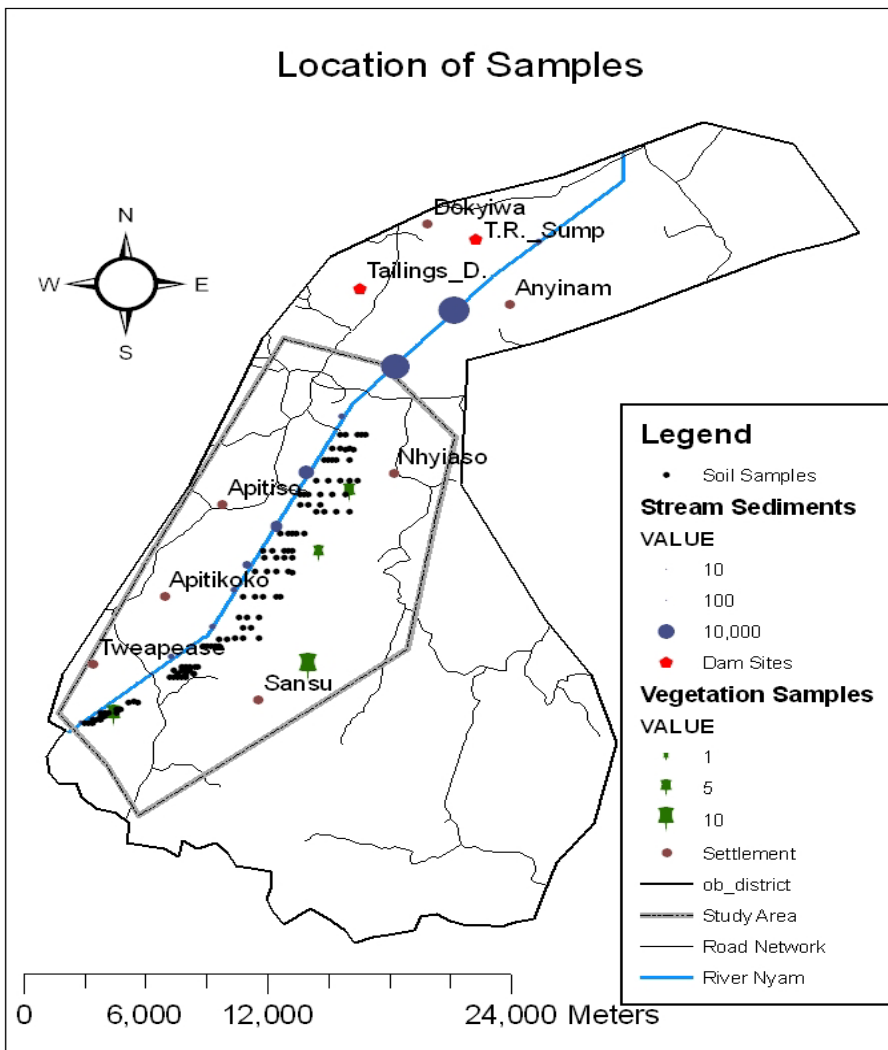 Location of Samples
N
W
E
S
Dokyiwa
T.R._Sump
Tailings_D.
Anyinam
Nhyiaso
Apitiso
Apitikoko
Tweapease
Sansu
Legend
Soil Samples
Stream Sediments
VALUE
10
100
10,000
Dam Sites
Vegetation Samples
VALUE
1
5
10
Settlement
ob_district
Study Area
Road Network
River Nyam
0 6,000 12,000 24,000 Meters